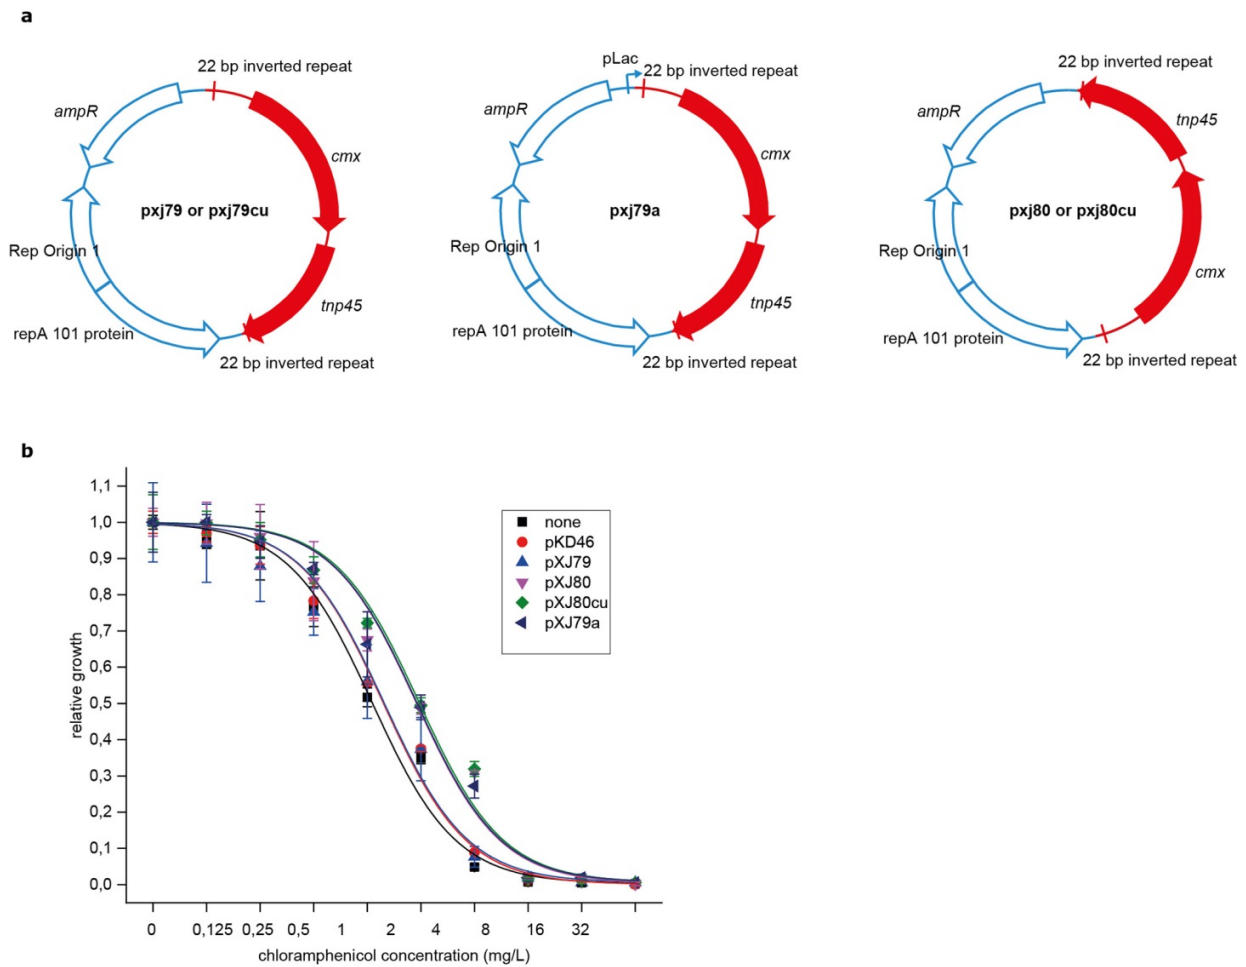 a
22 bp inverted repeat
ampR
cmx
pxj79 or pxj79cu
Rep Origin 1
tnp45
repA 101 protein
22 bp inverted repeat
pLac
22 bp inverted repeat
ampR
cmx
pxj79a
Rep Origin 1
tnp45
repA 101 protein
22 bp inverted repeat
22 bp inverted repeat
ampR
tnp45
pxj80 or pxj80cu
Rep Origin 1
cmx
repA 101 protein
22 bp inverted repeat
b
1,1
1,0
0,9
0,8
0,7
0,6
0,5
0,4
0,3
0,2
0,1
0,0
relative growth
none
pKD46
pXJ79
pXJ80
pXJ80cu
pXJ79a
0 0,125 0,25 0,5 1 2 4 8 16 32
chloramphenicol concentration (mg/L)